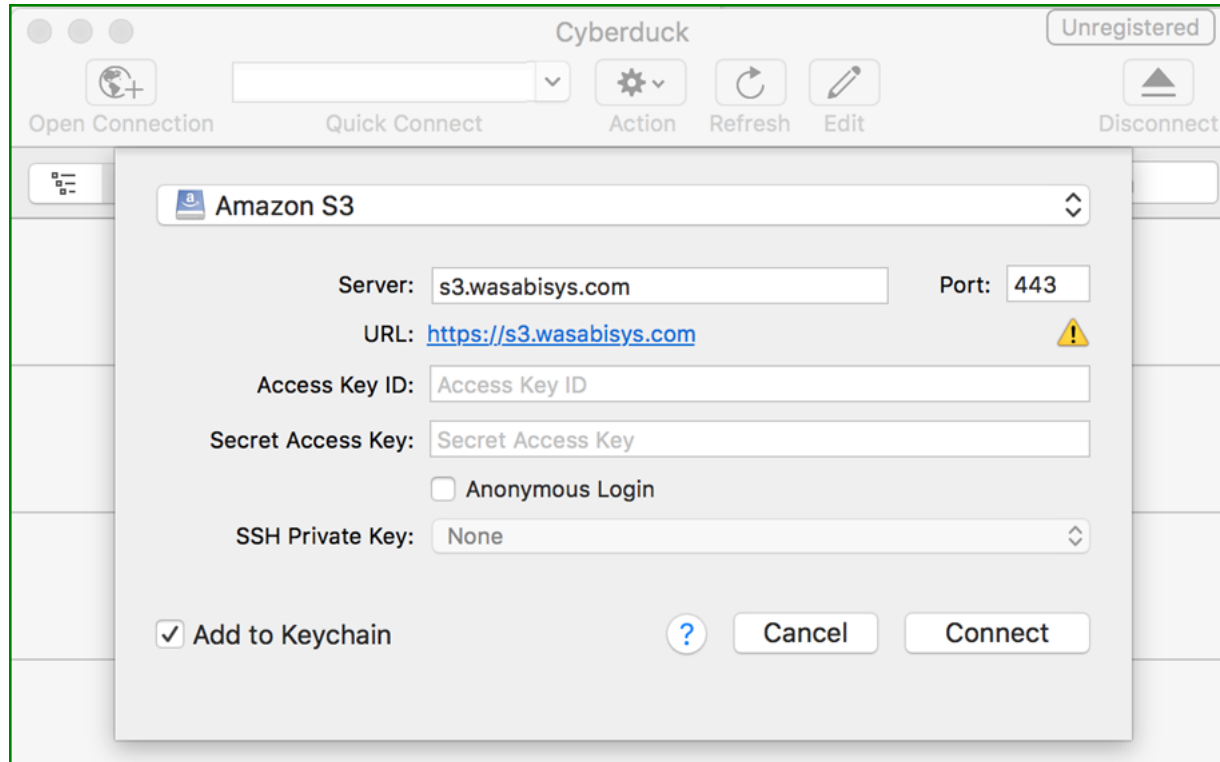 Cyberduck
Unregistered
Open Connection
Quick Connect
Action
Refresh
Edit
Disconnect
Amazon S3
Server: s3.wasabisys.com Port: 443
URL: https://s3.wasabisys.com
Access Key ID: Access Key ID
Secret Access Key: Secret Access Key
Anonymous Login
SSH Private Key: None
Add to Keychain ? Cancel Connect